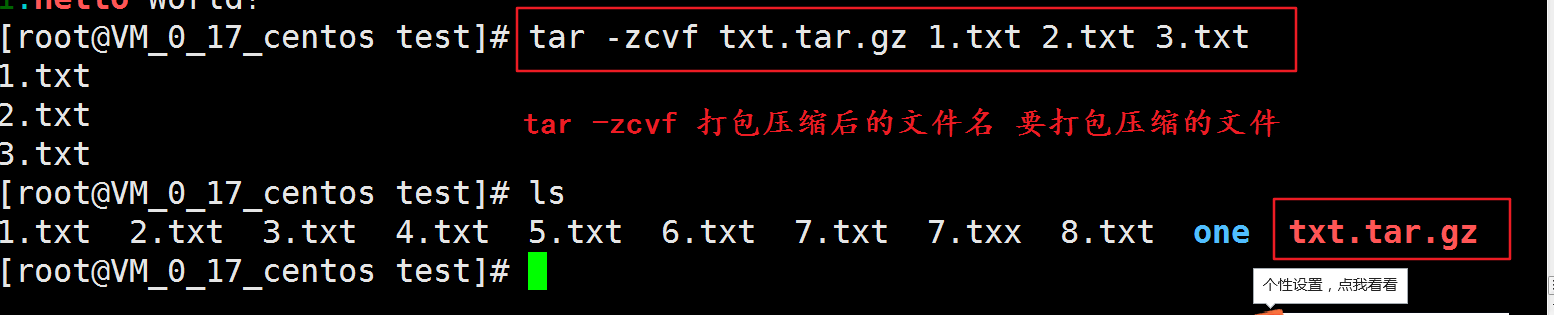 1.hello world!
[root@VM_0_17_centos test]# tar -zcvf txt.tar.gz 1.txt 2.txt 3.txt
1.txt
tar -zcvf 打包压缩后的文件名 要打包压缩的文件
2.txt
3.txt
[root@VM_0_17_centos test]# ls
1.txt 2.txt 3.txt 4.txt 5.txt 6.txt 7.txt 7.txx 8.txt one txt.tar.gz
[root@VM_0_17_centos test]#
个性设置，点我看看